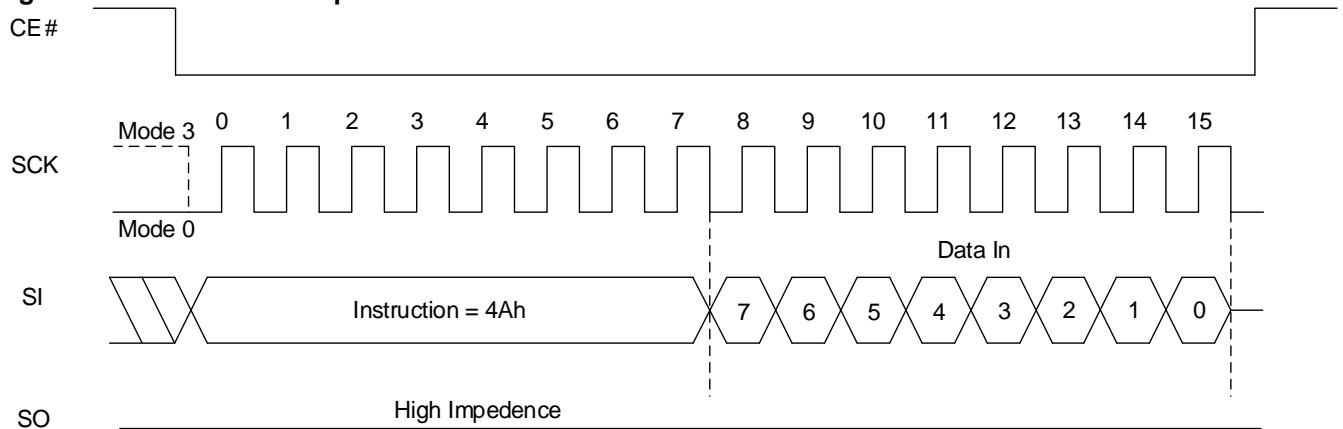 CE#
Mode 3 0 1 2 3 4 5 6 7 8 9 10 11 12 13 14 15
SCK
Mode 0
Data In
SI Instruction = 4Ah 7 6 5 4 3 2 1 0
High Impedence
SO